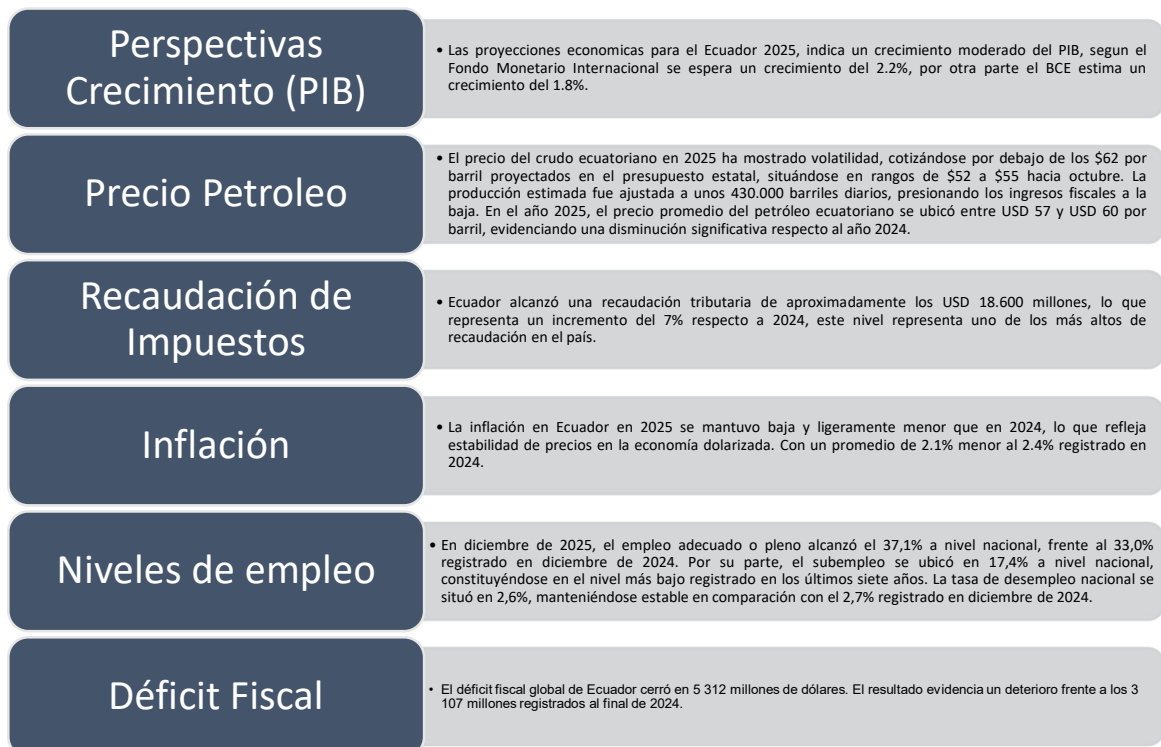 Perspectivas
Crecimiento (PIB)
• Las proyecciones economicas para el Ecuador 2025, indica un crecimiento moderado del PIB, segun el
Fondo Monetario Internacional se espera un crecimiento del 2.2%, por otra parte el BCE estima un
crecimiento del 1.8%.
Precio Petroleo
• El precio del crudo ecuatoriano en 2025 ha mostrado volatilidad, cotizándose por debajo de los $62 por
barril proyectados en el presupuesto estatal, situándose en rangos de $52 a $55 hacia octubre. La
producción estimada fue ajustada a unos 430.000 barriles diarios, presionando los ingresos fiscales a la
baja. En el año 2025, el precio promedio del petróleo ecuatoriano se ubicó entre USD 57 y USD 60 por
barril, evidenciando una disminución significativa respecto al año 2024.
Recaudación de
Impuestos
• Ecuador alcanzó una recaudación tributaria de aproximadamente los USD 18.600 millones, lo que
representa un incremento del 7% respecto a 2024, este nivel representa uno de los más altos de
recaudación en el país.
Inflación
• La inflación en Ecuador en 2025 se mantuvo baja y ligeramente menor que en 2024, lo que refleja
estabilidad de precios en la economía dolarizada. Con un promedio de 2.1% menor al 2.4% registrado en
2024.
Niveles de empleo
• En diciembre de 2025, el empleo adecuado o pleno alcanzó el 37,1% a nivel nacional, frente al 33,0%
registrado en diciembre de 2024. Por su parte, el subempleo se ubicó en 17,4% a nivel nacional,
constituyéndose en el nivel más bajo registrado en los últimos siete años. La tasa de desempleo nacional se
situó en 2,6%, manteniéndose estable en comparación con el 2,7% registrado en diciembre de 2024.
Déficit Fiscal
• El déficit fiscal global de Ecuador cerró en 5 312 millones de dólares. El resultado evidencia un deterioro frente a los 3
107 millones registrados al final de 2024.